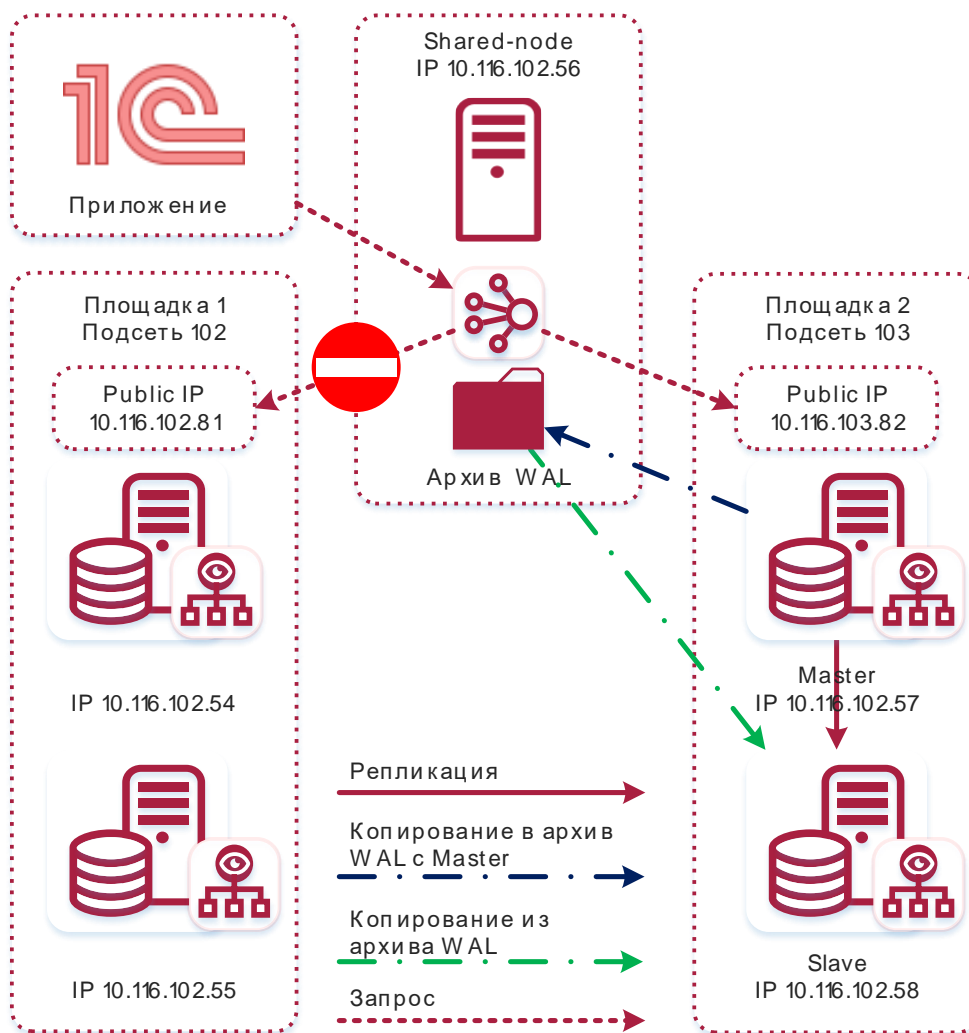 1С
Приложение
Shared-node
IP 10.116.102.56
Площадка 1
Подсеть 102
Public IP
10.116.102.81
Архив WAL
Площадка 2
Подсеть 103
Public IP
10.116.103.82
IP 10.116.102.54
Master
IP 10.116.102.57
IP 10.116.102.55
Slave
IP 10.116.102.58
Репликация
Копирование в архив
WAL с Master
Копирование из
архива WAL
Запрос